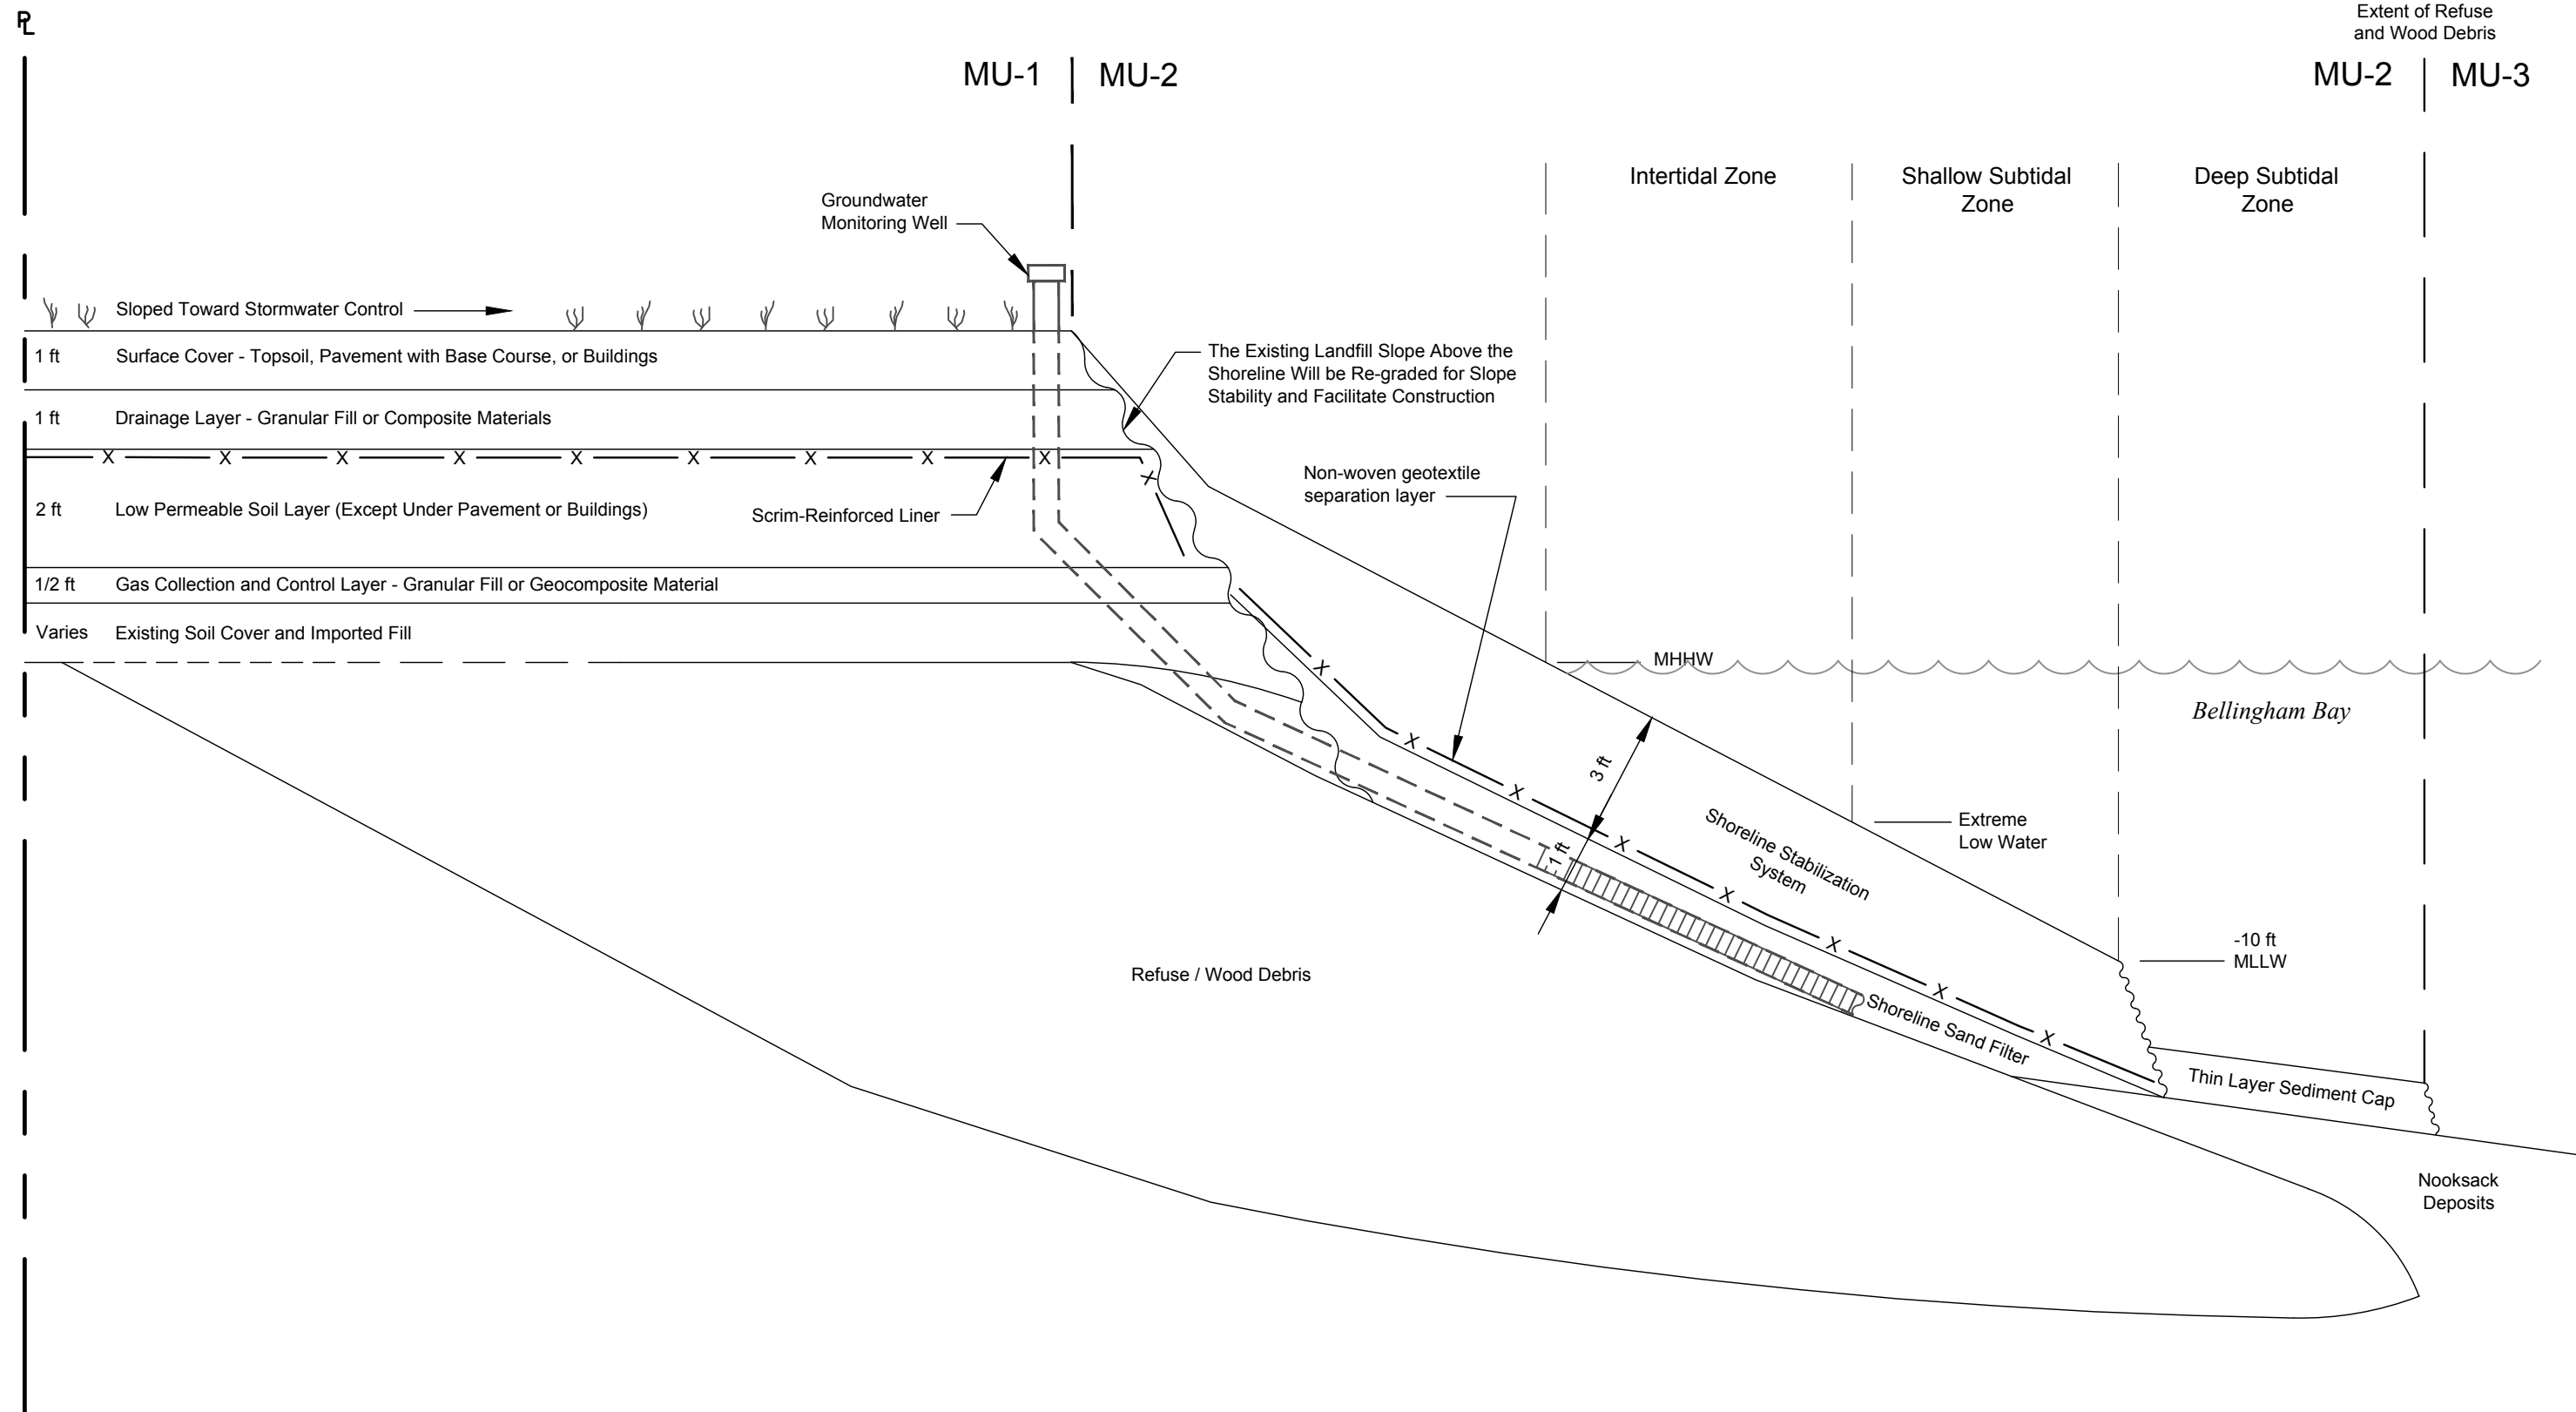 PL
Extent of Refuse
and Wood Debris
MU-1
MU-2
MU-2
MU-3
Intertidal Zone
Shallow Subtidal
Zone
Deep Subtidal
Zone
Groundwater
Monitoring Well
Sloped Toward Stormwater Control
1 ft
Surface Cover - Topsoil, Pavement with Base Course, or Buildings
The Existing Landfill Slope Above the
Shoreline Will be Re-graded for Slope
Stability and Facilitate Construction
1 ft
Drainage Layer - Granular Fill or Composite Materials
X X X X X X X X X
X
Non-woven geotextile
separation layer
2 ft
Low Permeable Soil Layer (Except Under Pavement or Buildings)
Scrim-Reinforced Liner
1/2 ft
Gas Collection and Control Layer - Granular Fill or Geocomposite Material
Varies
Existing Soil Cover and Imported Fill
MHHW
Bellingham Bay
X X X X X X X X
3 ft
1 ft
Shoreline Stabilization
System
Extreme
Low Water
-10 ft
MLLW
Refuse / Wood Debris
Shoreline Sand Filter
Thin Layer Sediment Cap
Nooksack
Deposits